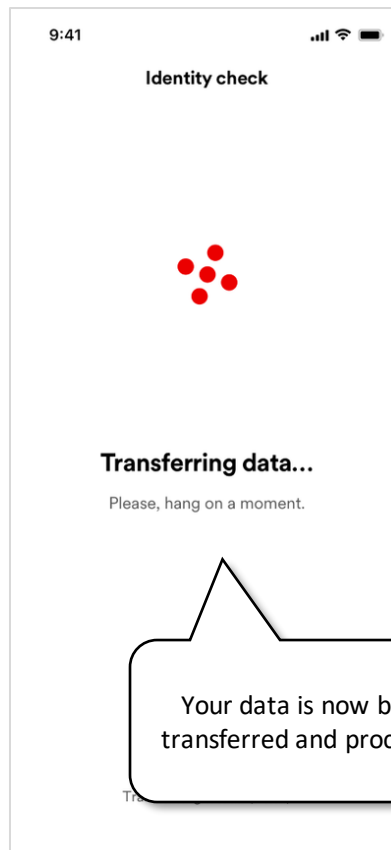 9:41
Identity check
Transferring data...
Please, hang on a moment.
Your data is now b
transferred and proc